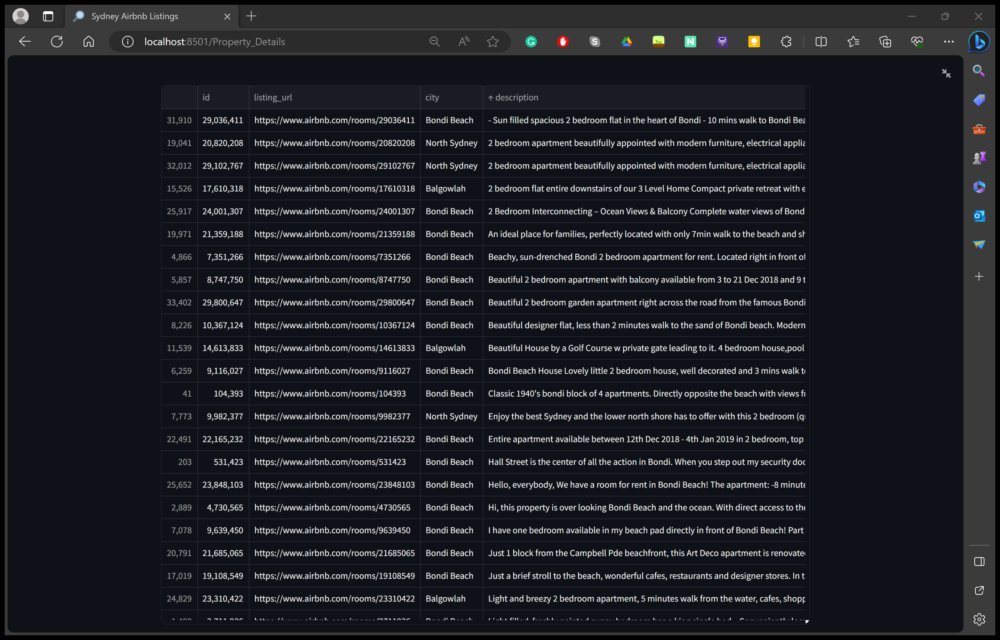 Sydney Airbnb Listings
localhost:8501/Property_Details
id listing_url city ↑ description
31,910 29,036,411 https://www.airbnb.com/rooms/29036411 Bondi Beach - Sun filled spacious 2 bedroom flat in the heart of Bondi - 10 mins walk to Bondi Bea
19,041 20,820,208 https://www.airbnb.com/rooms/20820208 North Sydney 2 bedroom apartment beautifully appointed with modern furniture, electrical applia
32,012 29,102,767 https://www.airbnb.com/rooms/29102767 North Sydney 2 bedroom apartment beautifully appointed with modern furniture, electrical applia
15,526 17,610,318 https://www.airbnb.com/rooms/17610318 Balgowlah 2 bedroom flat entire downstairs of our 3 Level Home Compact private retreat with e
25,917 24,001,307 https://www.airbnb.com/rooms/24001307 Bondi Beach 2 Bedroom Interconnecting – Ocean Views & Balcony Complete water views of Bond
19,971 21,359,188 https://www.airbnb.com/rooms/21359188 Bondi Beach An ideal place for families, perfectly located with only 7min walk to the beach and sh
4,866 7,351,266 https://www.airbnb.com/rooms/7351266 Bondi Beach Beachy, sun-drenched Bondi 2 bedroom apartment for rent. Located right in front of
5,857 8,747,750 https://www.airbnb.com/rooms/8747750 Bondi Beach Beautiful 2 bedroom apartment with balcony available from 3 to 21 Dec 2018 and 9 t
33,402 29,800,647 https://www.airbnb.com/rooms/29800647 Bondi Beach Beautiful 2 bedroom garden apartment right across the road from the famous Bondi
8,226 10,367,124 https://www.airbnb.com/rooms/10367124 Bondi Beach Beautiful designer flat, less than 2 minutes walk to the sand of Bondi beach. Modern
11,539 14,613,833 https://www.airbnb.com/rooms/14613833 Balgowlah Beautiful House by a Golf Course w private gate leading to it. 4 bedroom house,pool
6,259 9,116,027 https://www.airbnb.com/rooms/9116027 Bondi Beach Bondi Beach House Lovely little 2 bedroom house, well decorated and 3 mins walk t
41 104,393 https://www.airbnb.com/rooms/104393 Bondi Beach Classic 1940's bondi block of 4 apartments. Directly opposite the beach with views f
7,773 9,982,377 https://www.airbnb.com/rooms/9982377 North Sydney Enjoy the best Sydney and the lower north shore has to offer with this 2 bedroom (q
22,491 22,165,232 https://www.airbnb.com/rooms/22165232 Bondi Beach Entire apartment available between 12th Dec 2018 - 4th Jan 2019 in 2 bedroom, top
203 531,423 https://www.airbnb.com/rooms/531423 Bondi Beach Hall Street is the center of all the action in Bondi. When you step out my security doo
25,652 23,848,103 https://www.airbnb.com/rooms/23848103 Bondi Beach Hello, everybody, We have a room for rent in Bondi Beach! The apartment: -8 minute
2,889 4,730,565 https://www.airbnb.com/rooms/4730565 Bondi Beach Hi, this property is over looking Bondi Beach and the ocean. With direct access to the
7,078 9,639,450 https://www.airbnb.com/rooms/9639450 Bondi Beach I have one bedroom available in my beach pad directly in front of Bondi Beach! Part
20,791 21,685,065 https://www.airbnb.com/rooms/21685065 Bondi Beach Just 1 block from the Campbell Pde beachfront, this Art Deco apartment is renovate
17,019 19,108,549 https://www.airbnb.com/rooms/19108549 Bondi Beach Just a brief stroll to the beach, wonderful cafes, restaurants and designer stores. In t
24,829 23,310,422 https://www.airbnb.com/rooms/23310422 Balgowlah Light and breezy 2 bedroom apartment, 5 minutes walk from the water, cafes, shopp